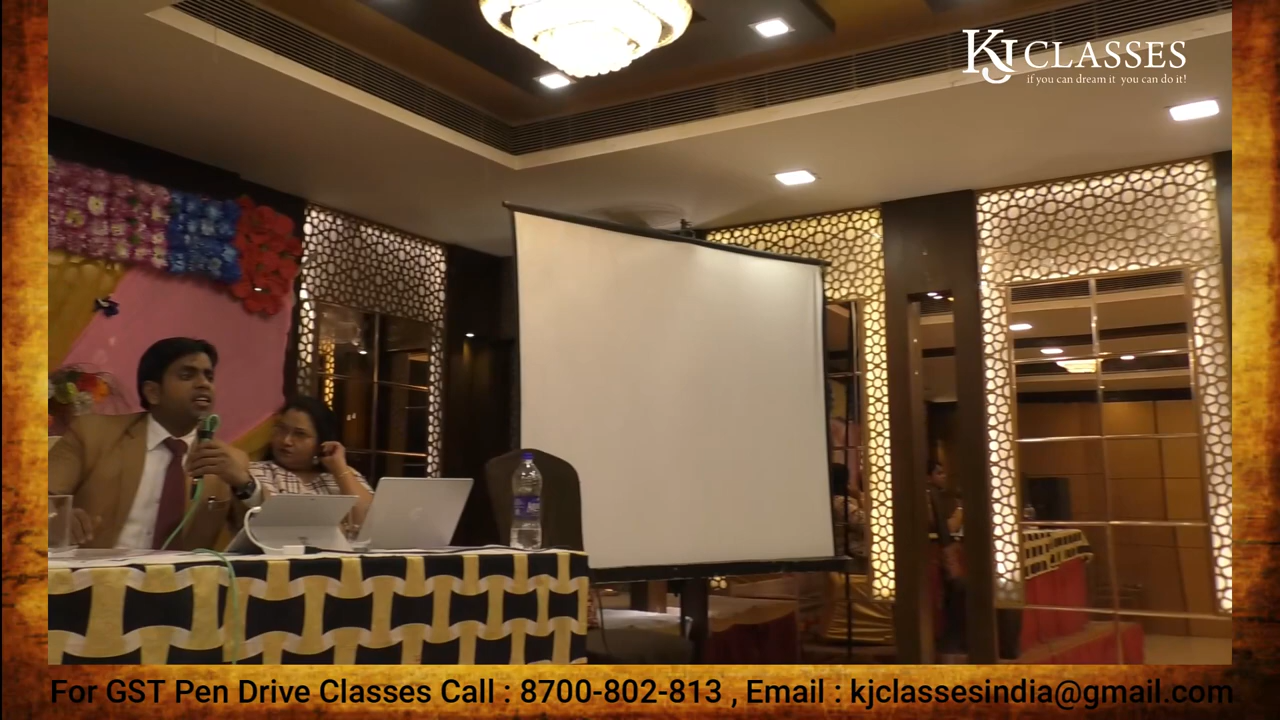 KJ CLASSES
if you can dream it you can do it!
For GST Pen Drive Classes Call : 8700-802-813 , Email : kjclassesindia@gmail.com